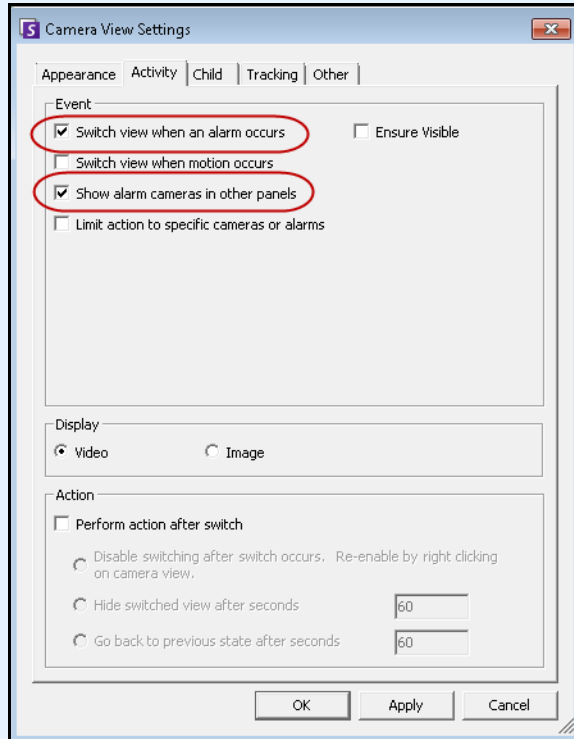 Camera View Settings
Appearance Activity Child Tracking Other
Event
Switch view when an alarm occurs Ensure Visible
Switch view when motion occurs
Show alarm cameras in other panels
Limit action to specific cameras or alarms
Display
Video Image
Action
Perform action after switch
Disable switching after switch occurs. Re-enable by right clicking
on camera view.
Hide switched view after seconds 60
Go back to previous state after seconds 60
OK Apply Cancel